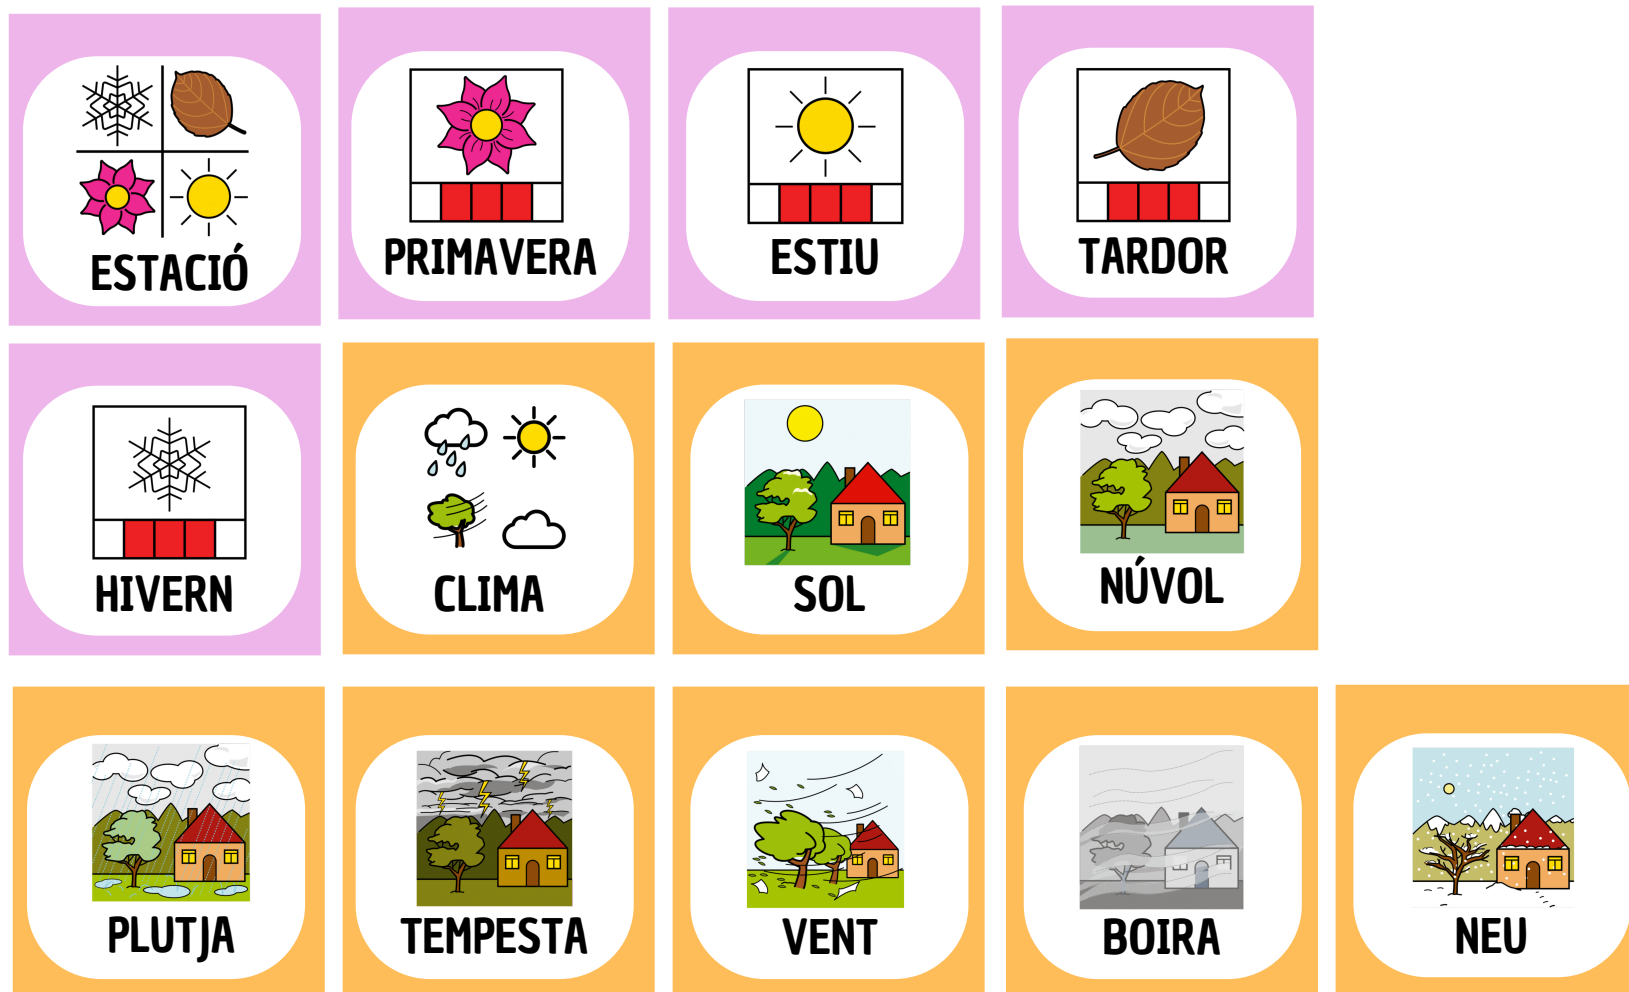 ESTACIÓ
PRIMAVERA
ESTIU
TARDOR
HIVERN
CLIMA
SOL
NÚVOL
PLUTJA
TEMPESTA
VENT
BOIRA
NEU